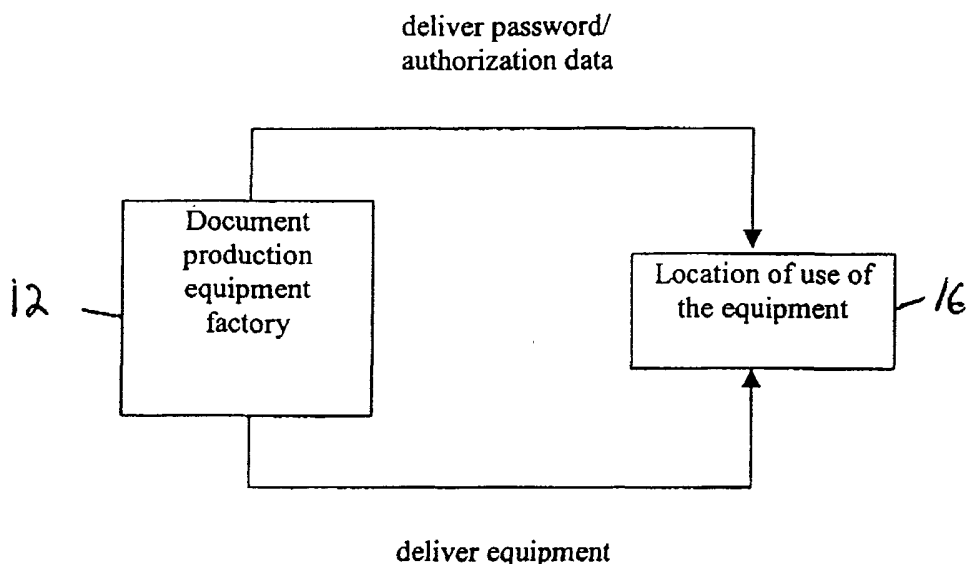 deliver password/
authorization data
Document
production
equipment
factory
12
Location of use of
the equipment
16
deliver equipment